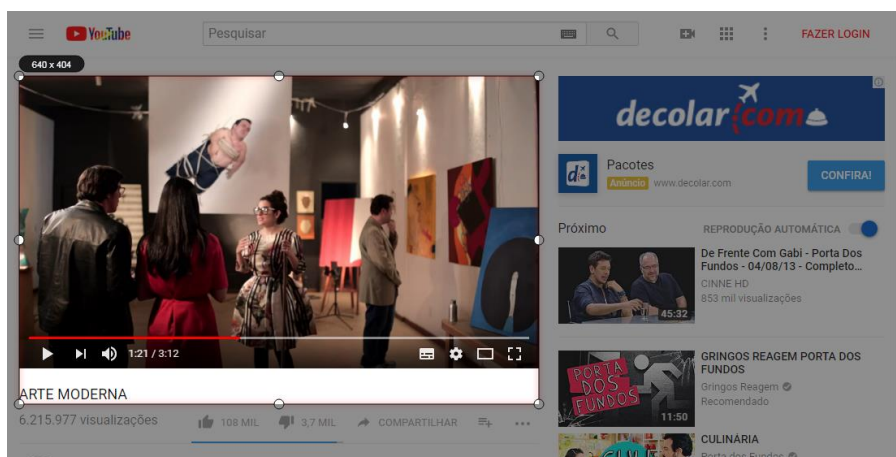 YouTube
Pesquisar
FAZER LOGIN
640 x 404
decolar.com
Pacotes
Anúncio www.decolar.com
CONFIRA!
Próximo
REPRODUÇÃO AUTOMÁTICA
De Frente Com Gabi - Porta Dos
Fundos - 04/08/13 - Completo...
CINNE HD
853 mil visualizações
45:32
1:21 / 3:12
PORTA
DOS
FUNDOS
11:50
GRINGOS REAGEM PORTA DOS
FUNDOS
Gringos Reagem
Recomendado
ARTE MODERNA
6.215.977 visualizações
108 MIL
3,7 MIL
COMPARTILHAR
CULINÁRIA
Porta dos Fundos